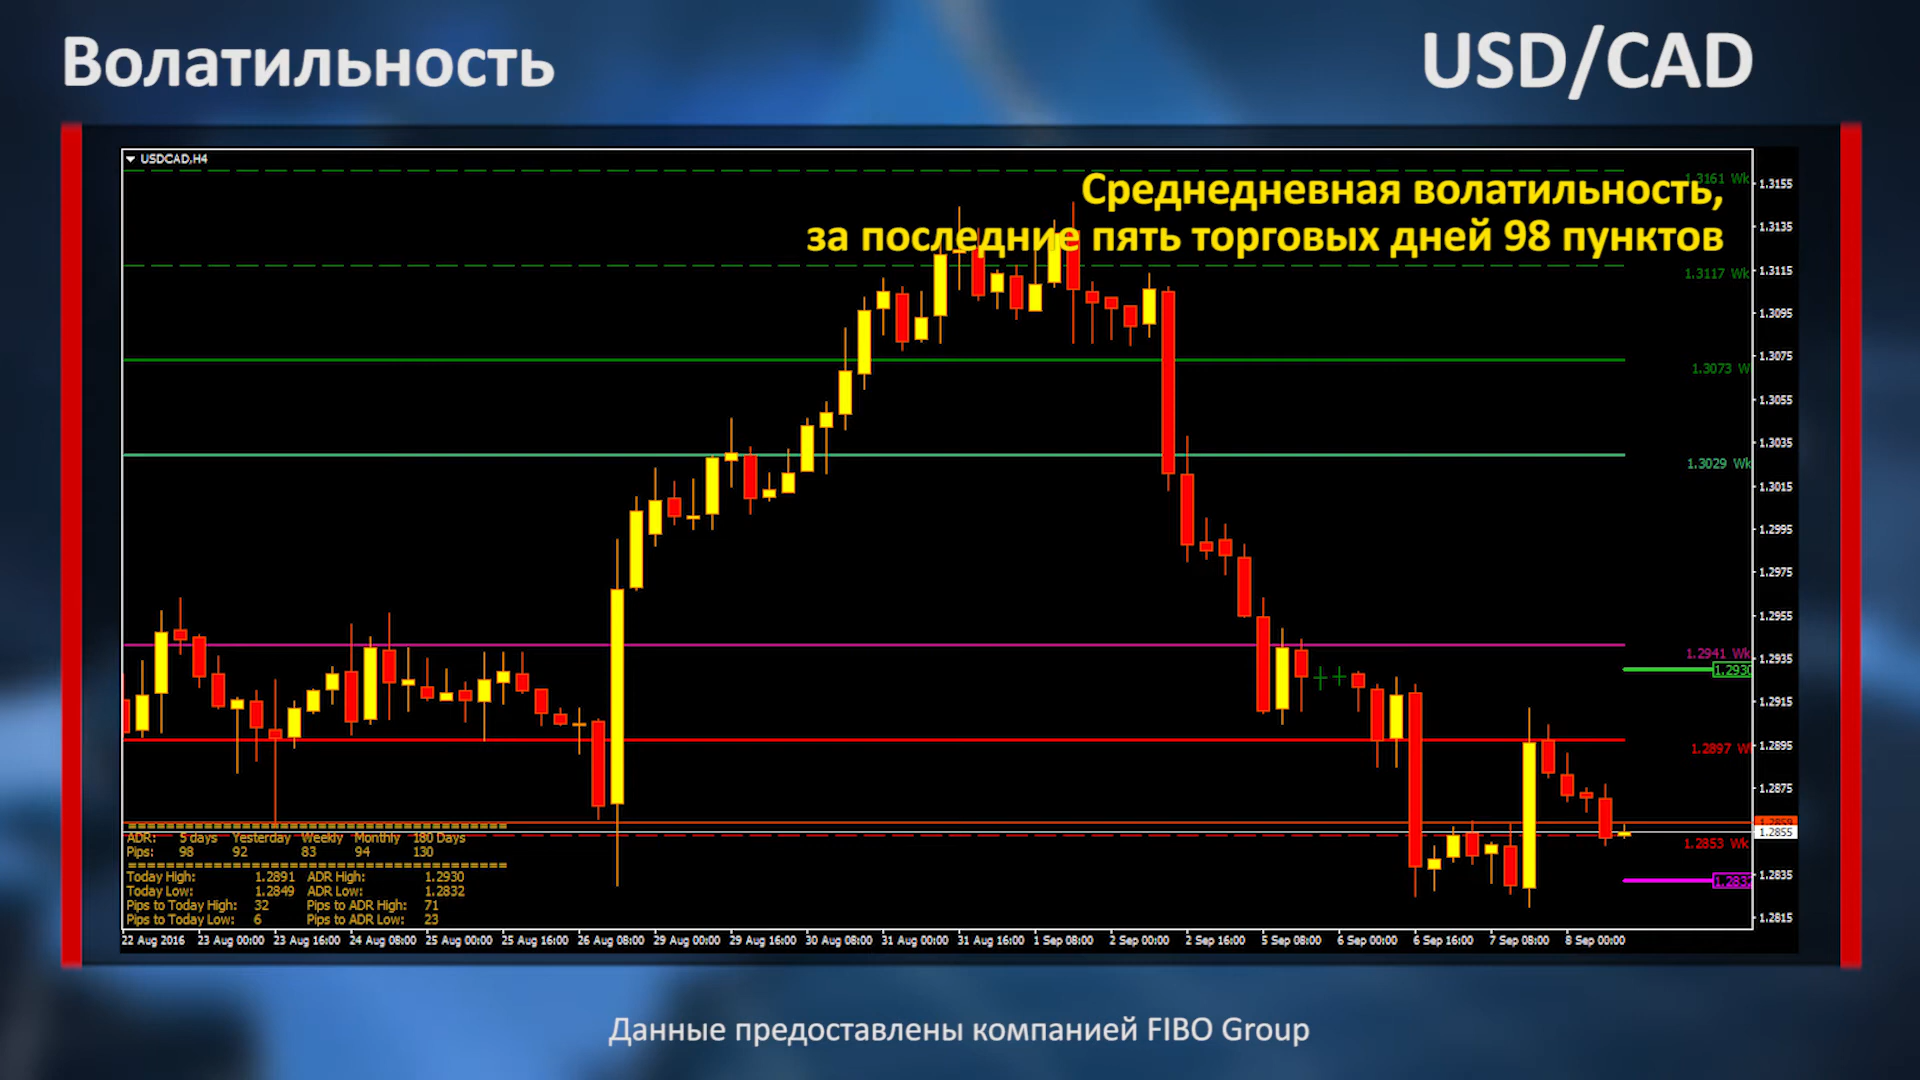 Волатильность
USD/CAD
USDCAD,H4
Среднедневная волатильность,
за последние пять торговых дней 98 пунктов
1.3161 Wk
1.3117 Wk
1.3073 W
1.3029 Wk
1.2941 Wk
1.2930
1.2897 W
1.2853 Wk
1.3155
1.3135
1.3115
1.3095
1.3075
1.3055
1.3035
1.3015
1.2995
1.2975
1.2955
1.2935
1.2915
1.2895
1.2875
1.2859
1.2855
1.2835
1.2815
ADR: 5 days Yesterday Weekly Monthly 180 Days
Pips: 98 92 83 94 130
Today High: 1.2891 ADR High: 1.2930
Today Low: 1.2849 ADR Low: 1.2832
Pips to Today High: 32 Pips to ADR High: 71
Pips to Today Low: 6 Pips to ADR Low: 23
22 Aug 2016 23 Aug 00:00 23 Aug 16:00 24 Aug 08:00 25 Aug 00:00 25 Aug 16:00 26 Aug 08:00 29 Aug 00:00 29 Aug 16:00 30 Aug 08:00 31 Aug 00:00 31 Aug 16:00 1 Sep 08:00 2 Sep 00:00 2 Sep 16:00 5 Sep 08:00 6 Sep 00:00 6 Sep 16:00 7 Sep 08:00 8 Sep 00:00
Данные предоставлены компанией FIBO Group